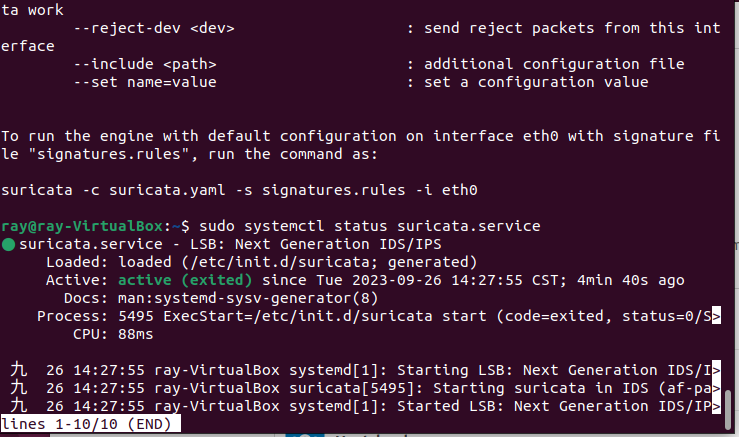 ta work
--reject-dev <dev> : send reject packets from this int
erface
--include <path> : additional configuration file
--set name=value : set a configuration value
To run the engine with default configuration on interface eth0 with signature fi
le "signatures.rules", run the command as:
suricata -c suricata.yaml -s signatures.rules -i eth0
ray@ray-VirtualBox:~$ sudo systemctl status suricata.service
●suricata.service - LSB: Next Generation IDS/IPS
Loaded: loaded (/etc/init.d/suricata; generated)
Active: active (exited) since Tue 2023-09-26 14:27:55 CST; 4min 40s ago
Docs: man:systemd-sysv-generator(8)
Process: 5495 ExecStart=/etc/init.d/suricata start (code=exited, status=0/S>
CPU: 88ms
九 26 14:27:55 ray-VirtualBox systemd[1]: Starting LSB: Next Generation IDS/I>
九 26 14:27:55 ray-VirtualBox suricata[5495]: Starting suricata in IDS (af-pa>
九 26 14:27:55 ray-VirtualBox systemd[1]: Started LSB: Next Generation IDS/IP>
lines 1-10/10 (END)